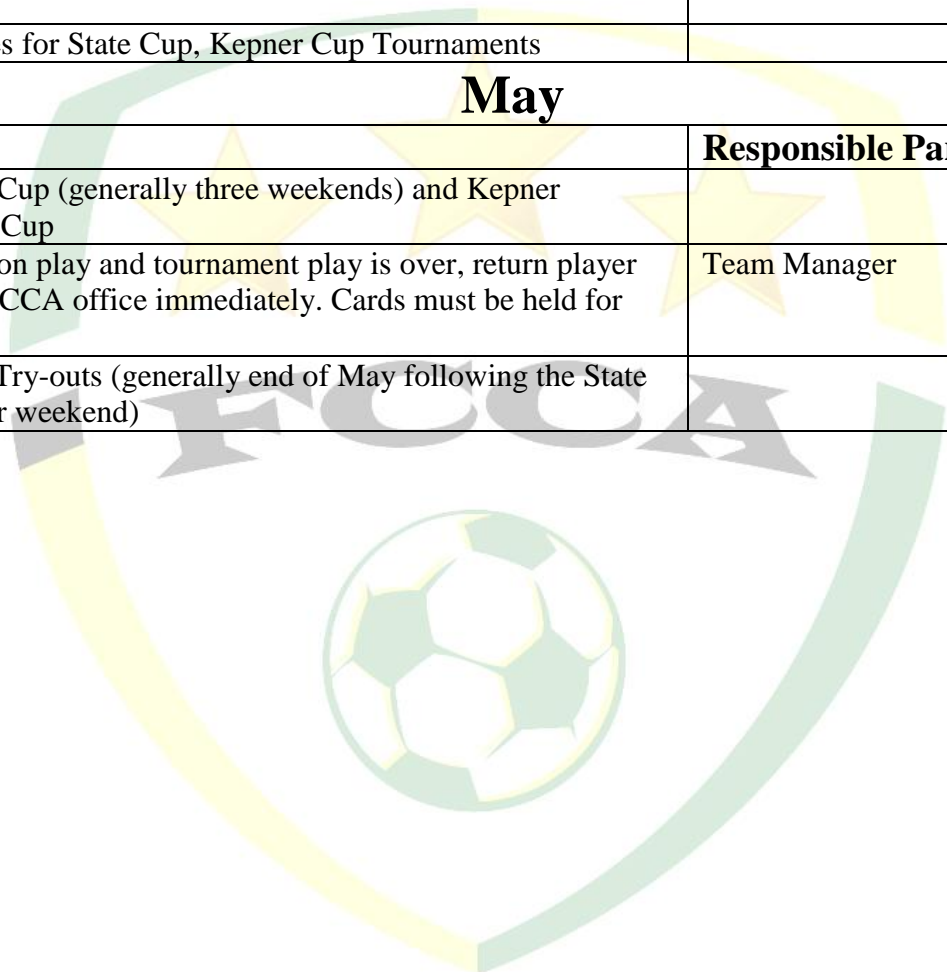 s for State Cup, Kepner Cup Tournaments
May
Responsible Pa
Cup (generally three weekends) and Kepner
Cup
on play and tournament play is over, return player
Team Manager
CCA office immediately. Cards must be held for
Try-outs (generally end of May following the State
r weekend)
FCCA